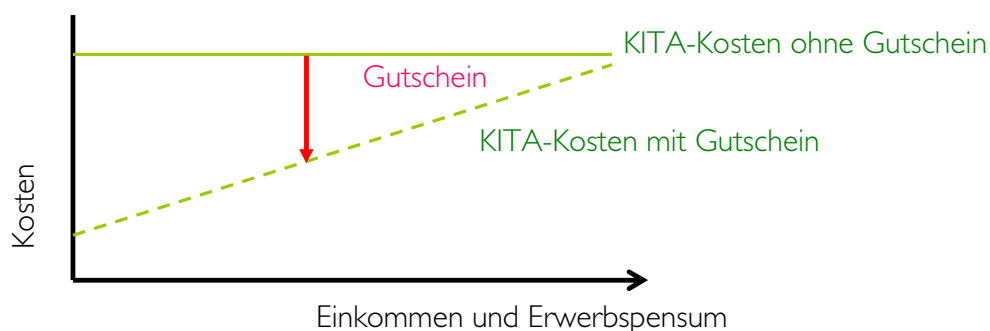 KITA-Kosten ohne Gutschein
Gutschein
KITA-Kosten mit Gutschein
Kosten
Einkommen und Erwerbspensum